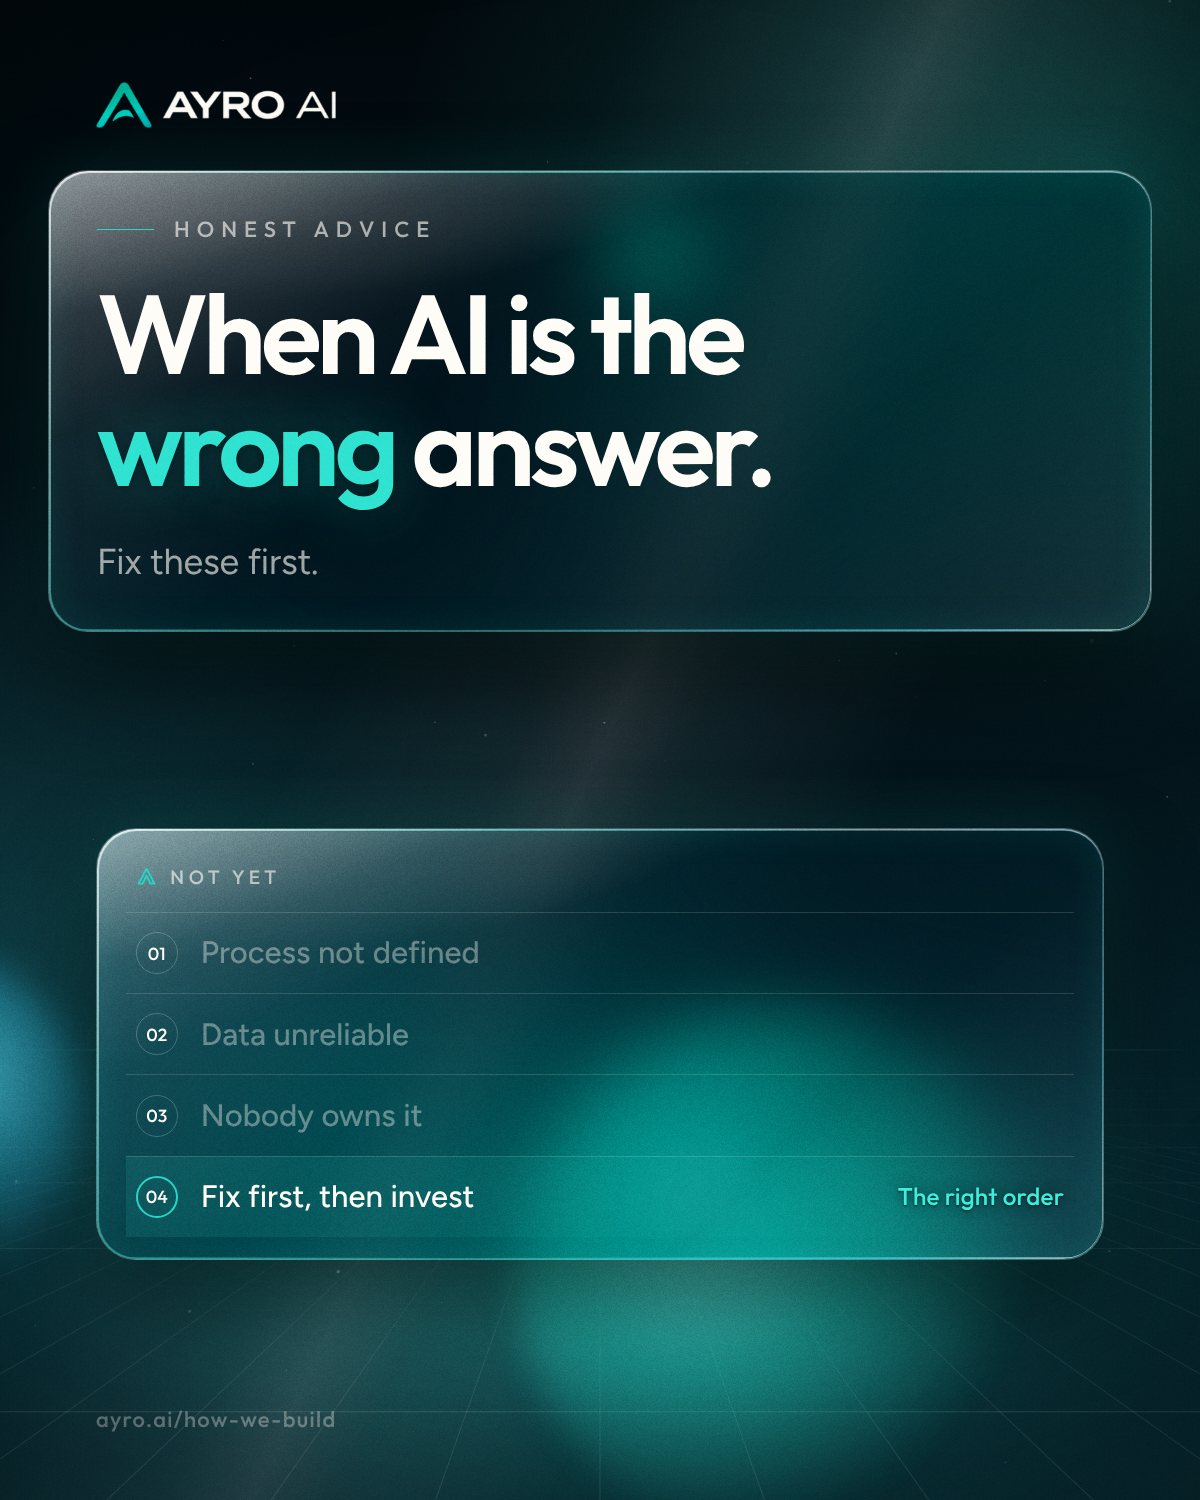 AYRO AI
HONEST ADVICE
When AI is the
wrong answer.
Fix these first.
NOT YET
01 Process not defined
02 Data unreliable
03 Nobody owns it
04 Fix first, then invest The right order
ayro.ai/how-we-build